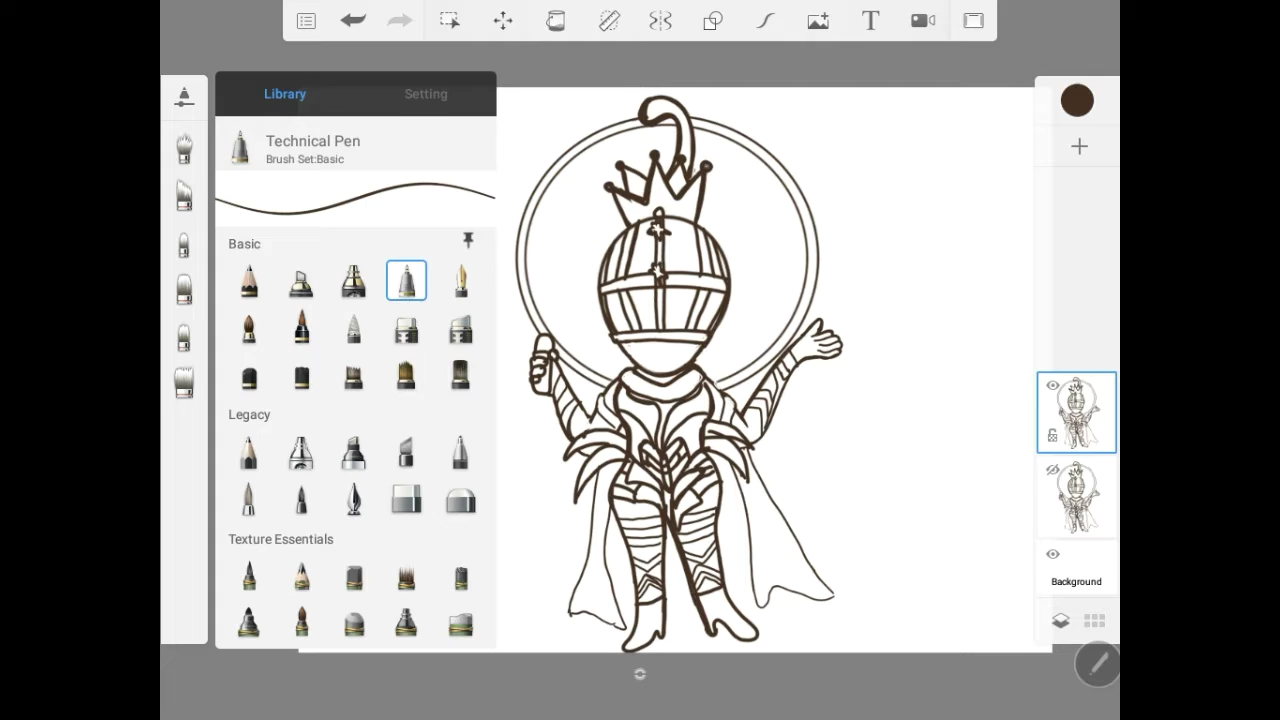 T
Library
Setting
Technical Pen
Brush Set:Basic
Basic
Legacy
Texture Essentials
Background